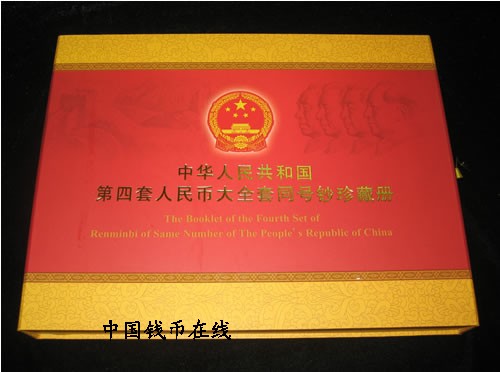 中华人民共和国
第四套人民币大全套同号钞珍藏册
The Booklet of the Fourth Set of
Renminbi of Same Number of The People's Republic of China
中国钱币在线